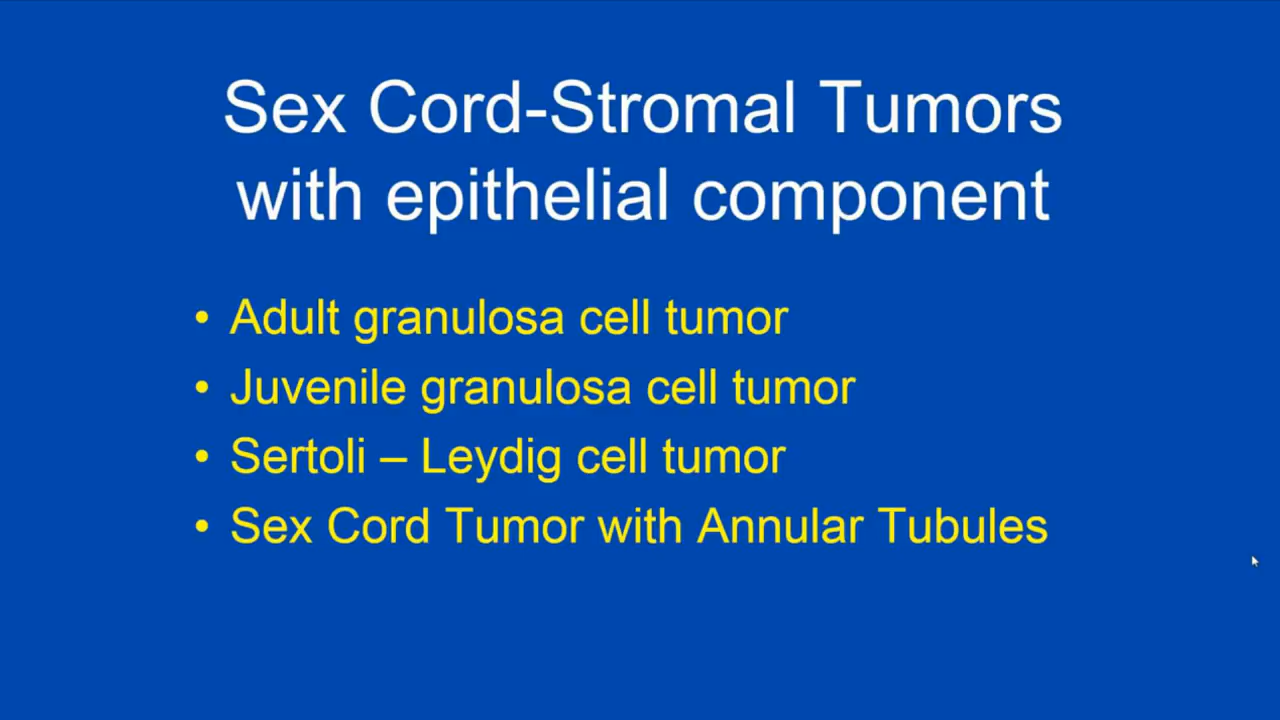 Sex Cord-Stromal Tumors
with epithelial component
• Adult granulosa cell tumor
• Juvenile granulosa cell tumor
• Sertoli – Leydig cell tumor
• Sex Cord Tumor with Annular Tubules